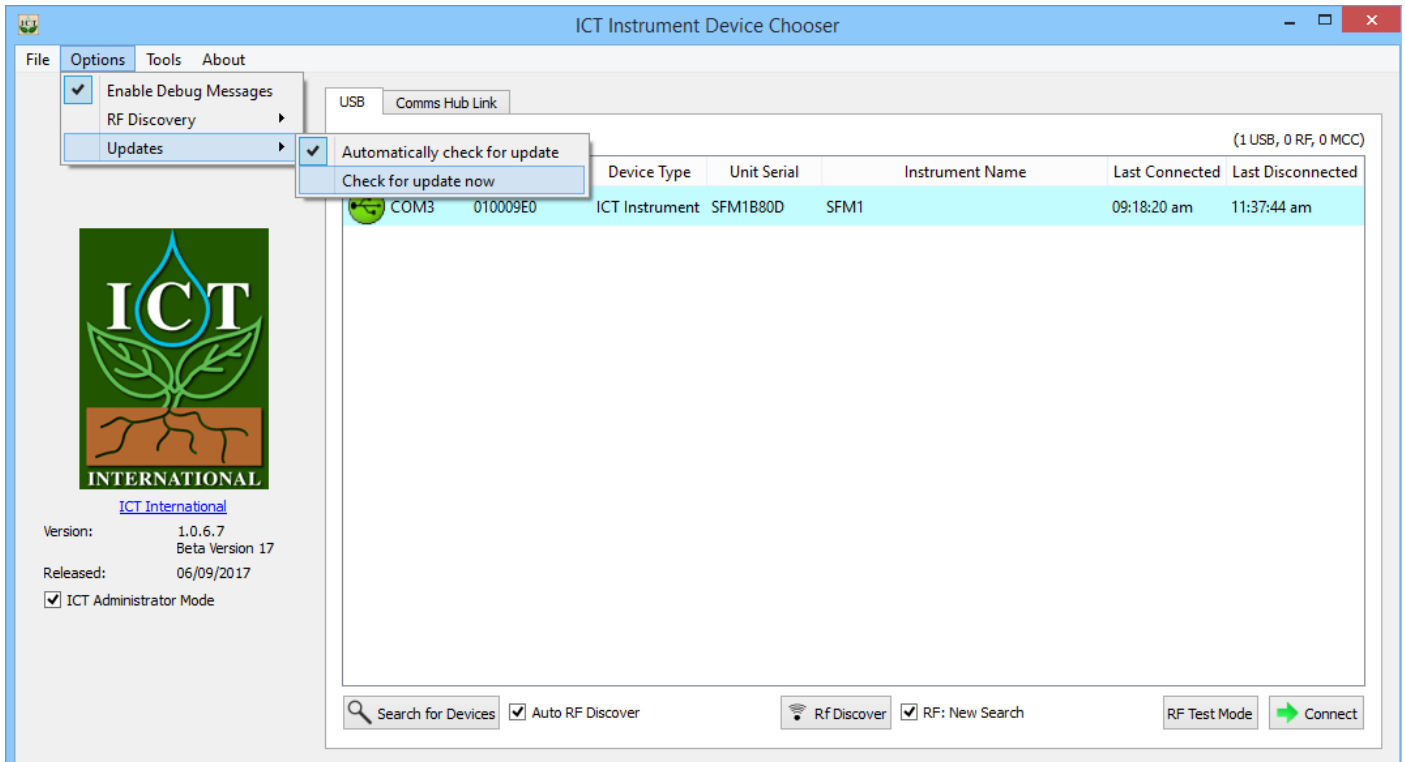 ICT Instrument Device Chooser
File Options Tools About
Enable Debug Messages
RF Discovery
Updates
Automatically check for update
Check for update now
USB Comms Hub Link
(1 USB, 0 RF, 0 MCC)
Device Type Unit Serial Instrument Name Last Connected Last Disconnected
COM3 010009E0 ICT Instrument SFM1B80D SFM1 09:18:20 am 11:37:44 am
ICT
INTERNATIONAL
ICT International
Version: 1.0.6.7
Beta Version 17
Released: 06/09/2017
ICT Administrator Mode
Search for Devices Auto RF Discover Rf Discover RF: New Search RF Test Mode Connect